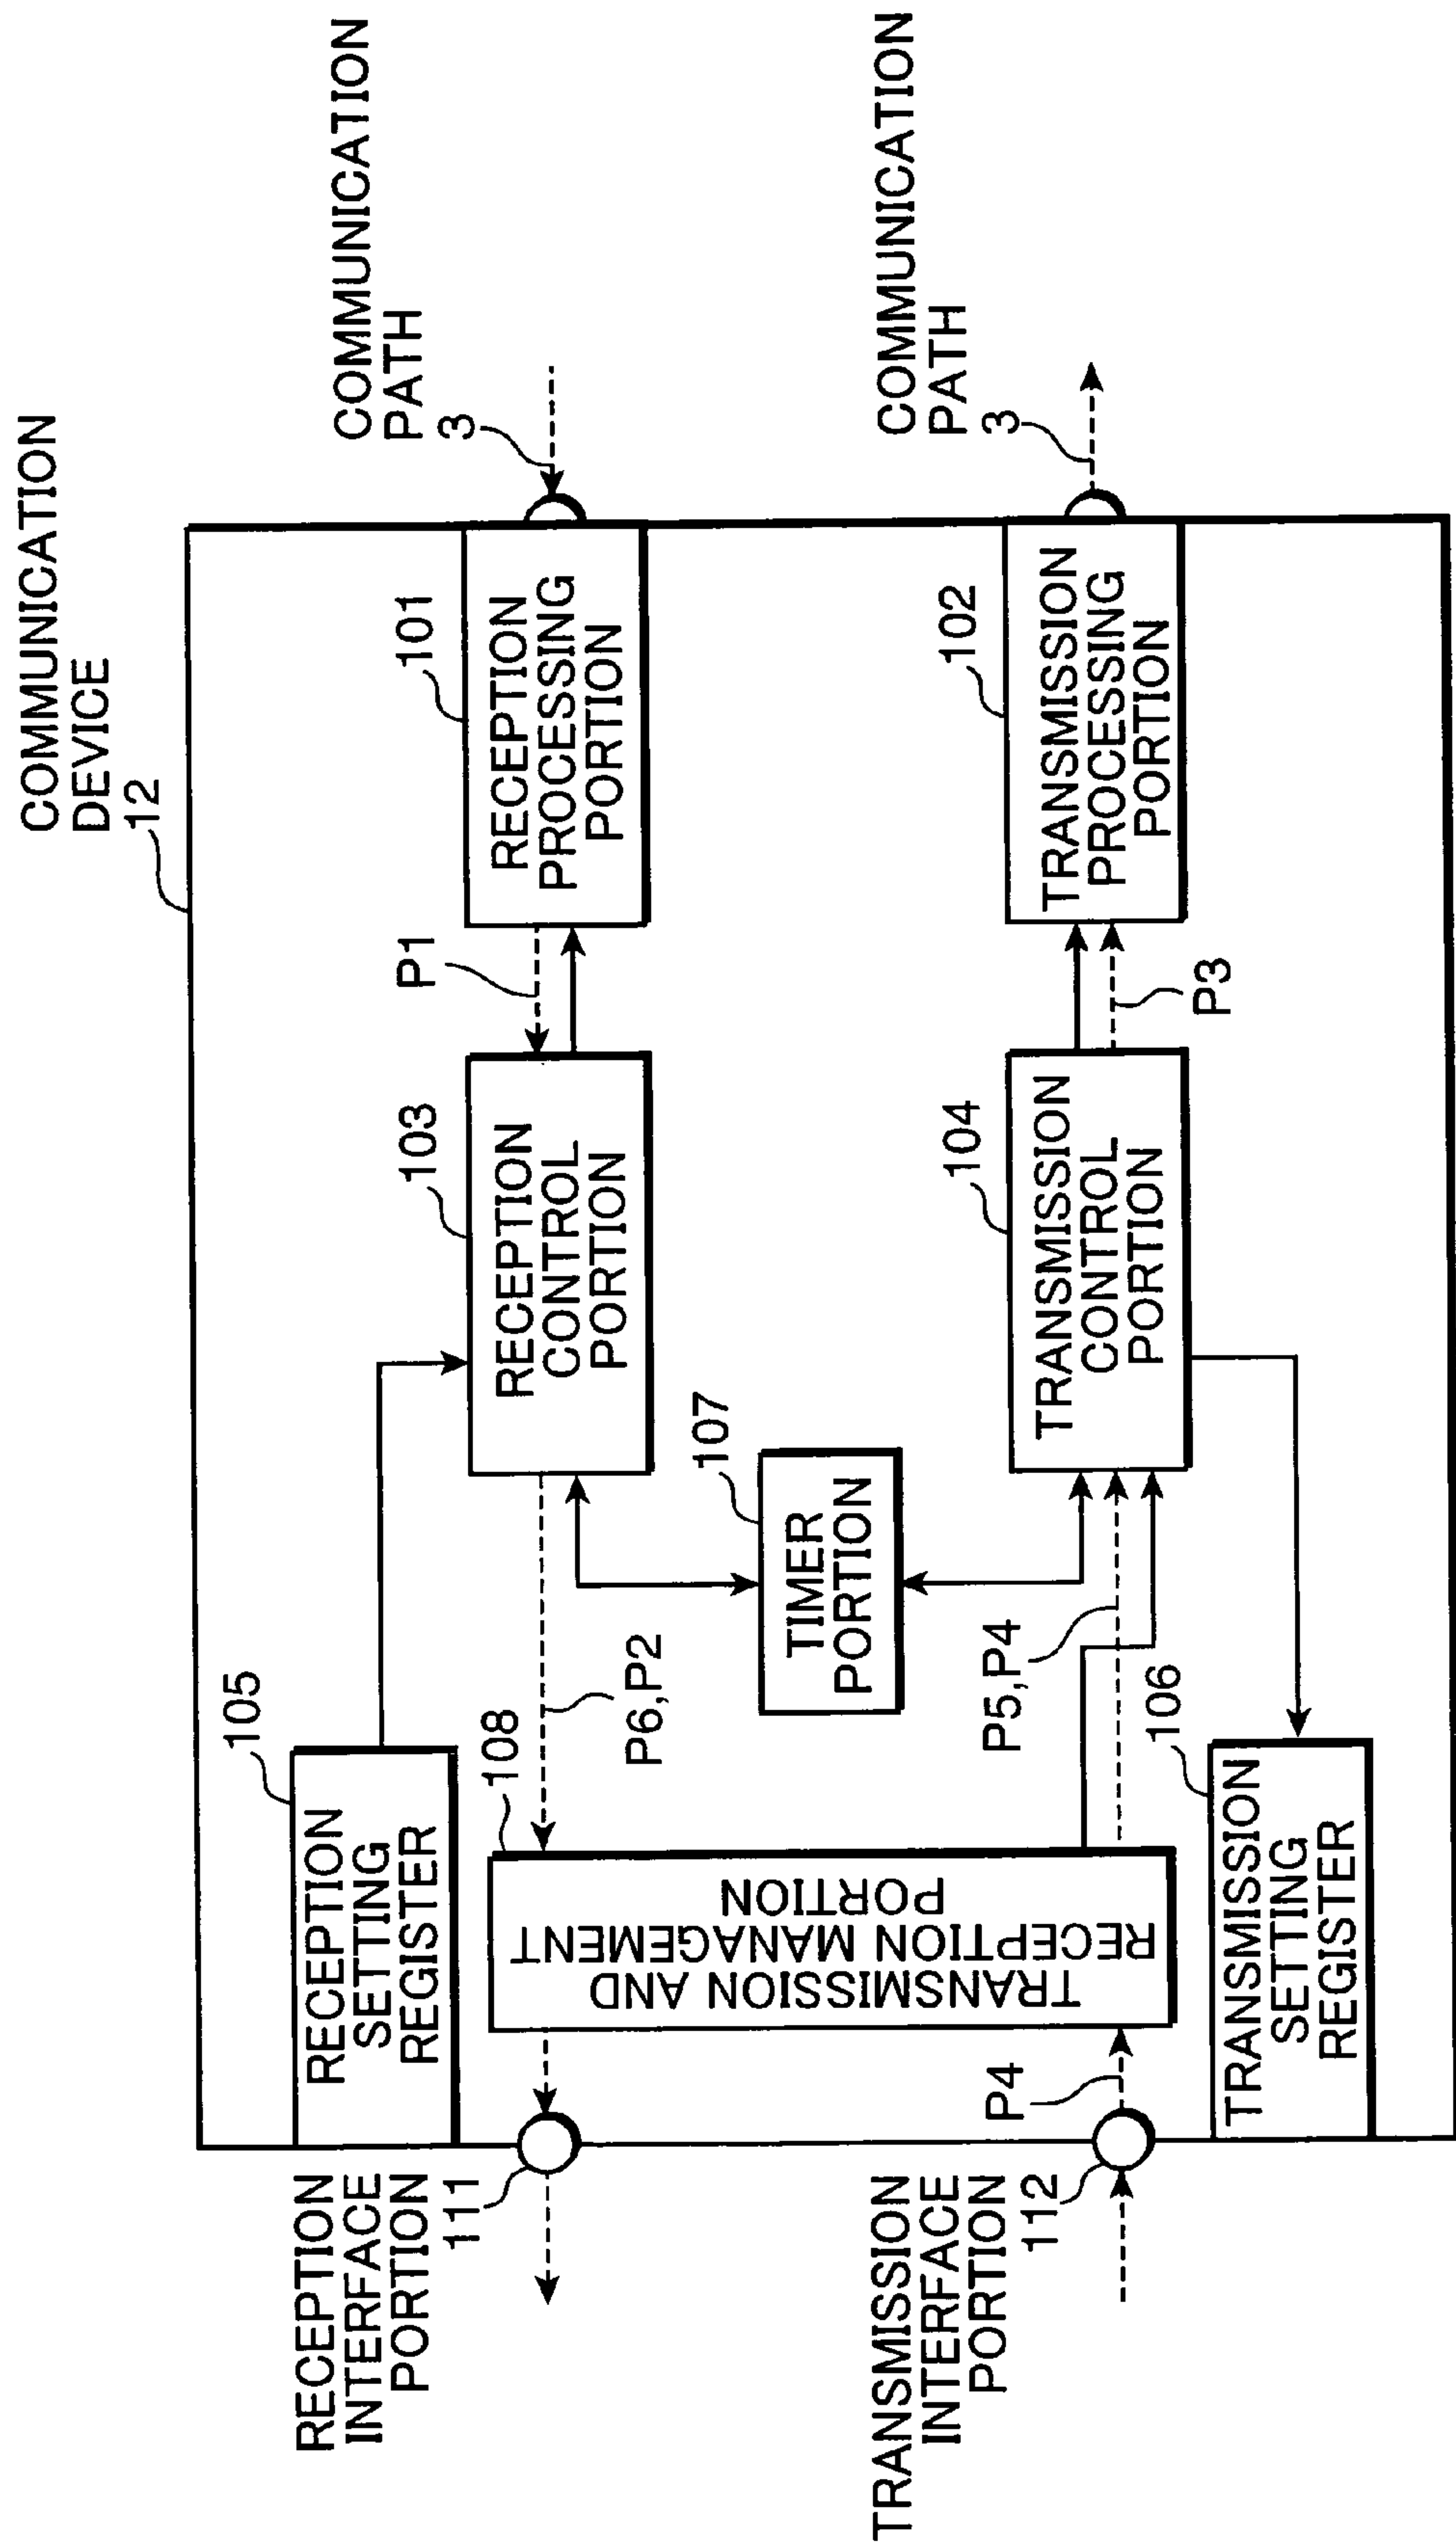 COMMUNICATION
DEVICE
12
RECEPTION
INTERFACE
PORTION
111
RECEPTION
SETTING
REGISTER
105
TRANSMISSION AND
RECEPTION MANAGEMENT
PORTION
108
P6,P2
RECEPTION
CONTROL
PORTION
103
P1
RECEPTION
PROCESSING
PORTION
101
COMMUNICATION
PATH
3
TIMER
PORTION
107
TRANSMISSION
INTERFACE
PORTION
112
P4
P5,P4
TRANSMISSION
SETTING
REGISTER
106
TRANSMISSION
CONTROL
PORTION
104
P3
TRANSMISSION
PROCESSING
PORTION
102
COMMUNICATION
PATH
3